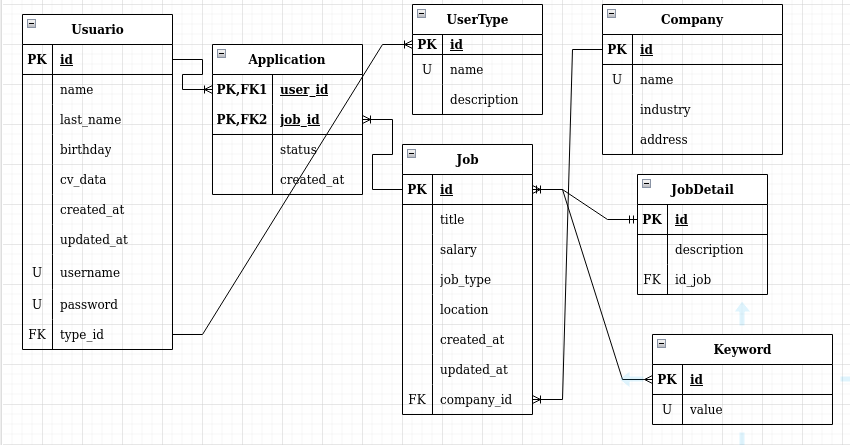 Usuario
PK id
name
last_name
birthday
cv_data
created_at
updated_at
U username
U password
FK type_id
Application
PK,FK1 user_id
PK,FK2 job_id
status
created_at
UserType
PK id
U name
description
Job
PK id
title
salary
job_type
location
created_at
updated_at
FK company_id
Company
PK id
U name
industry
address
JobDetail
PK id
description
FK id_job
Keyword
PK id
U value